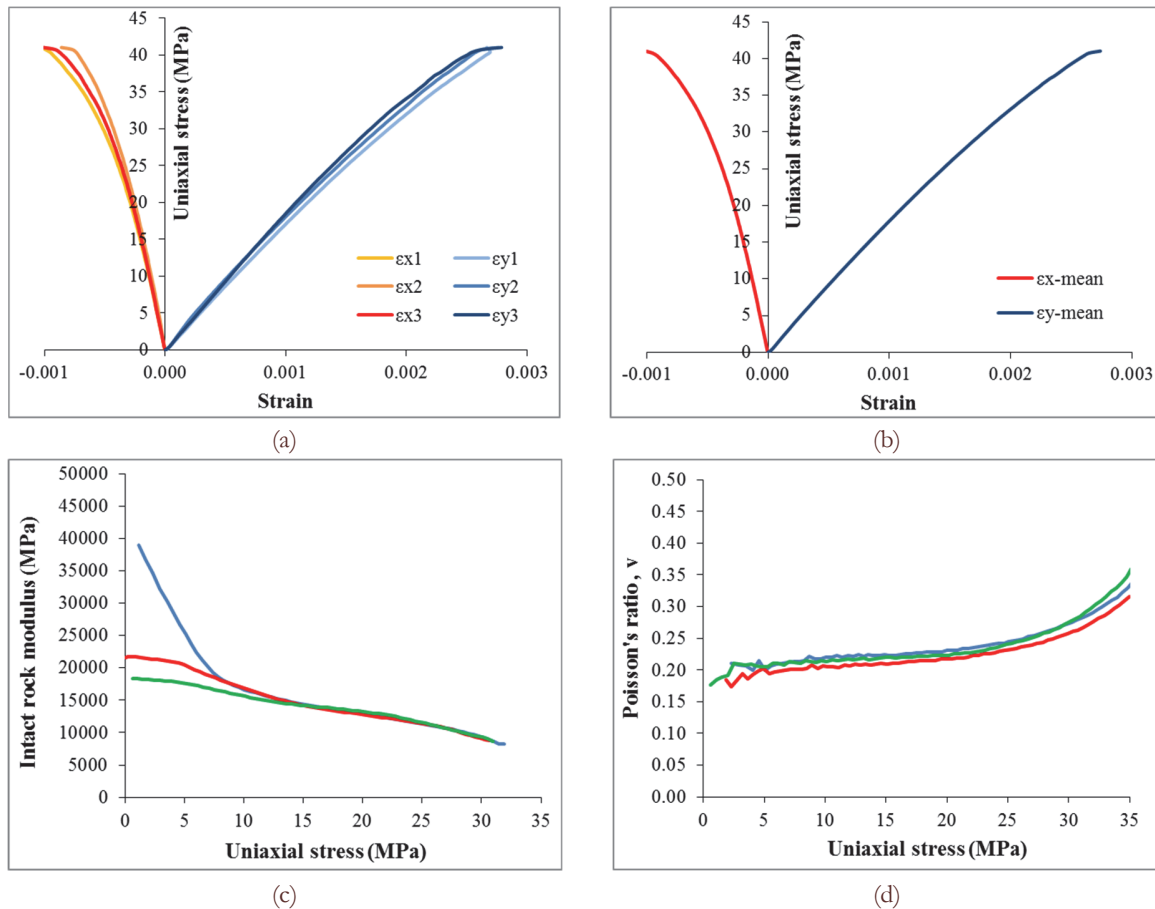 Uniaxial stress (MPa)
45
40
35
30
25
20
15
10
5
0
-0.001 0.000 0.001 0.002 0.003
Strain
εx1 εy1
εx2 εy2
εx3 εy3
(a)
Uniaxial stress (MPa)
45
40
35
30
25
20
15
10
5
0
-0.001 0.000 0.001 0.002 0.003
Strain
εx-mean
εy-mean
(b)
Intact rock modulus (MPa)
50000
45000
40000
35000
30000
25000
20000
15000
10000
5000
0
0 5 10 15 20 25 30 35
Uniaxial stress (MPa)
(c)
Poisson's ratio, v
0.50
0.45
0.40
0.35
0.30
0.25
0.20
0.15
0.10
0.05
0.00
0 5 10 15 20 25 30 35
Uniaxial stress (MPa)
(d)